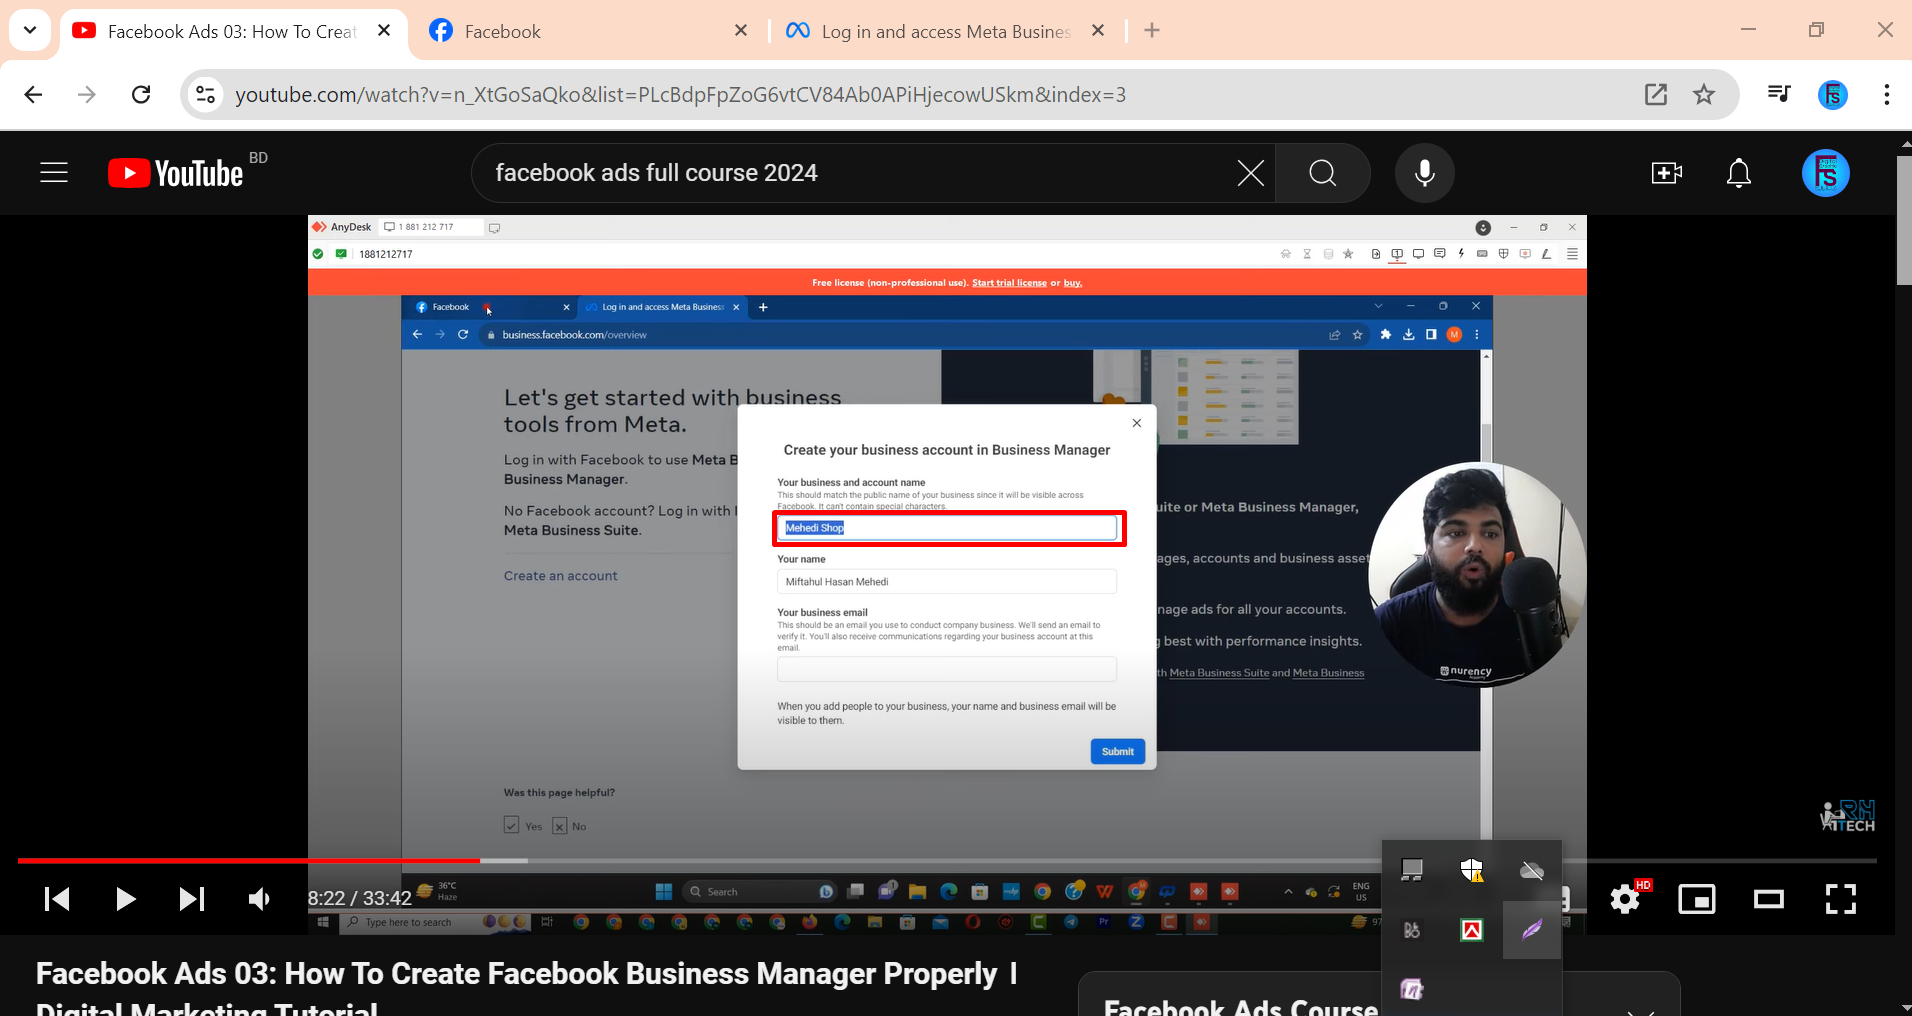 Facebook Ads 03: How To Creat
Facebook
Log in and access Meta Busines
youtube.com/watch?v=n_XtGoSaQko&list=PLcBdpFpZoG6vtCV84Ab0APiHjecowUSkm&index=3
YouTube BD
facebook ads full course 2024
AnyDesk
1 881 212 717
1881212717
Free license (non-professional use). Start trial license or buy.
Facebook
Log in and access Meta Business
business.facebook.com/overview
M
Let's get started with business
tools from Meta.
Log in with Facebook to use Meta B
Business Manager.
No Facebook account? Log in with
Meta Business Suite.
Create an account
Create your business account in Business Manager
Your business and account name
This should match the public name of your business since it will be visible across
Facebook. It can't contain special characters.
Mehedi Shop
Your name
Miftahul Hasan Mehedi
Your business email
This should be an email you use to conduct company business. We'll send an email to
verify it. You'll also receive communications regarding your business account at this
email.
When you add people to your business, your name and business email will be
visible to them.
Submit
uite or Meta Business Manager,
ages, accounts and business asset
nage ads for all your accounts.
g best with performance insights.
th Meta Business Suite and Meta Business
nurency
Was this page helpful?
Yes
No
RH
TECH
8:22 / 33:42
36°C
Haze
Search
ENG
US
HD
Type here to search
97
Facebook Ads 03: How To Create Facebook Business Manager Properly |
Digital Marketing Tutorial
Facebook Ads Course